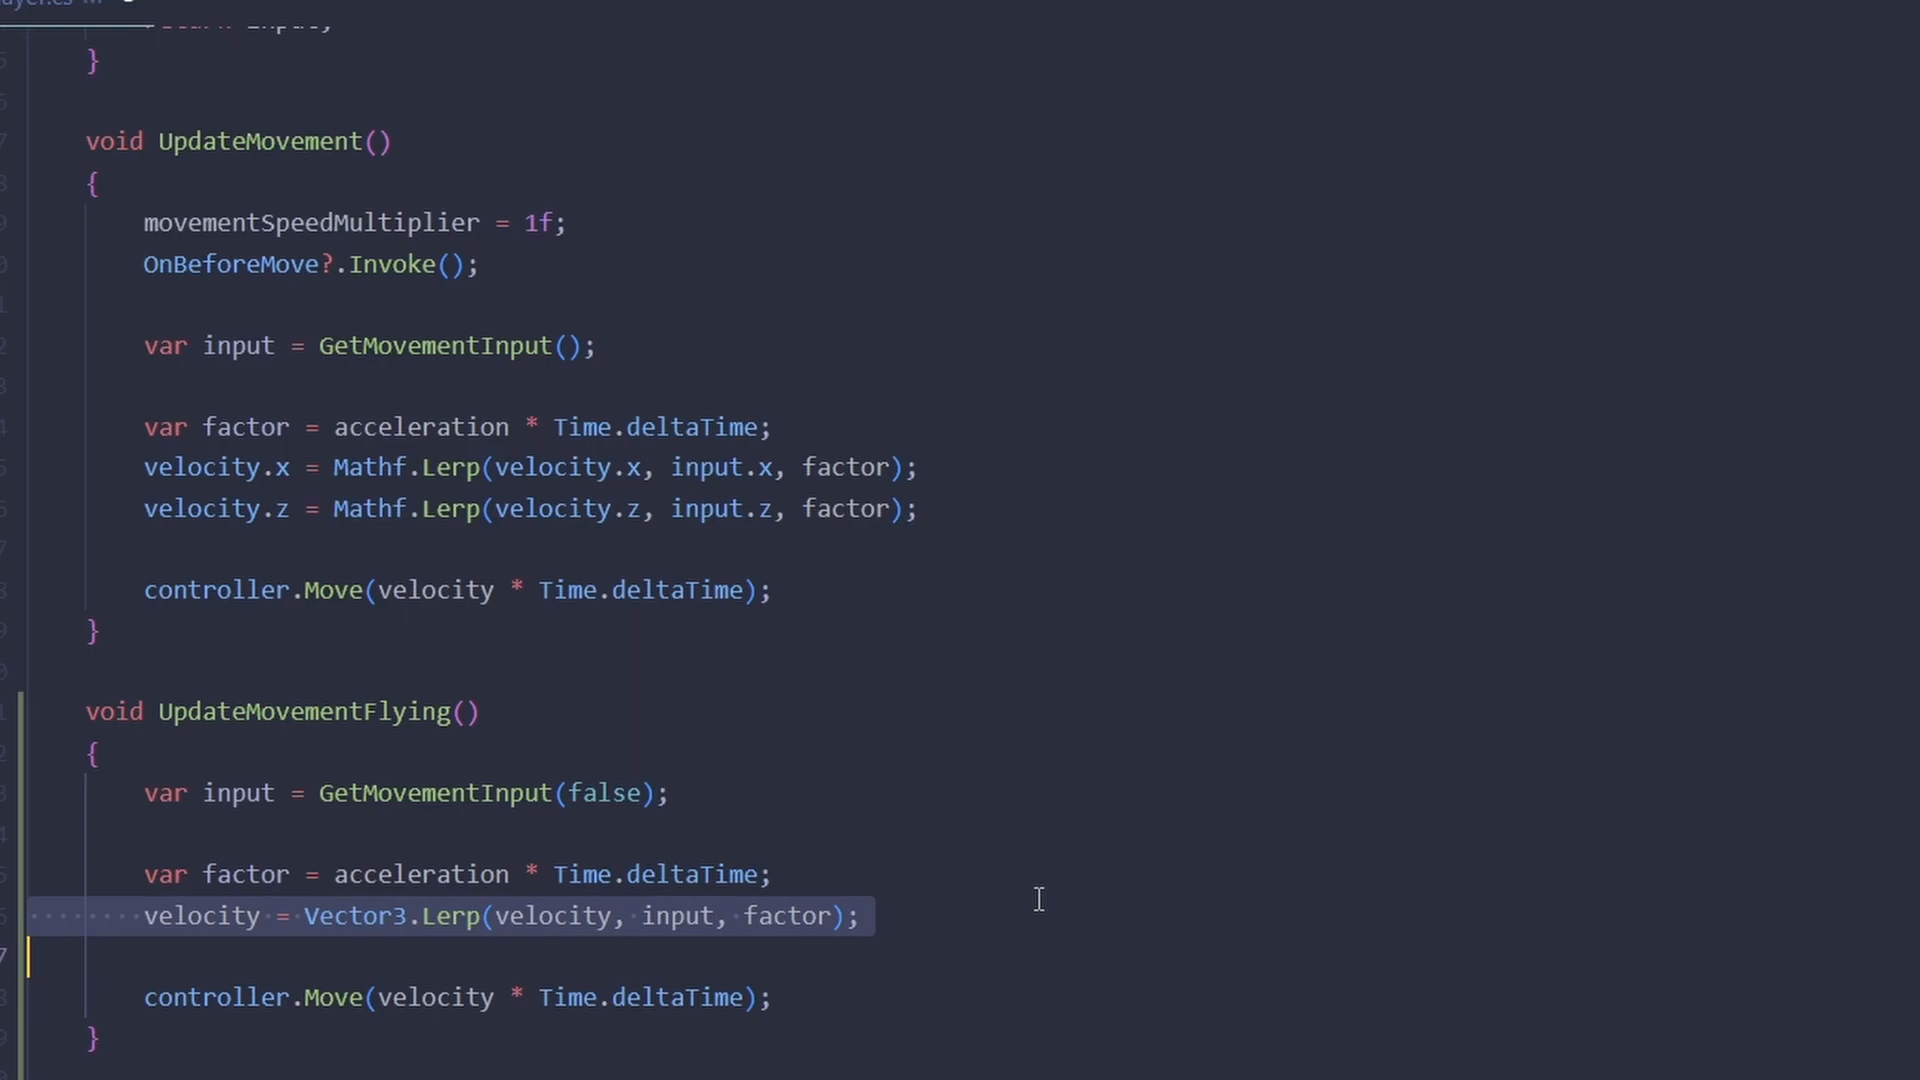 }
void UpdateMovement()
{
movementSpeedMultiplier = 1f;
OnBeforeMove?.Invoke();
var input = GetMovementInput();
var factor = acceleration * Time.deltaTime;
velocity.x = Mathf.Lerp(velocity.x, input.x, factor);
velocity.z = Mathf.Lerp(velocity.z, input.z, factor);
controller.Move(velocity * Time.deltaTime);
}
void UpdateMovementFlying()
{
var input = GetMovementInput(false);
var factor = acceleration * Time.deltaTime;
velocity = Vector3.Lerp(velocity, input, factor);
controller.Move(velocity * Time.deltaTime);
}